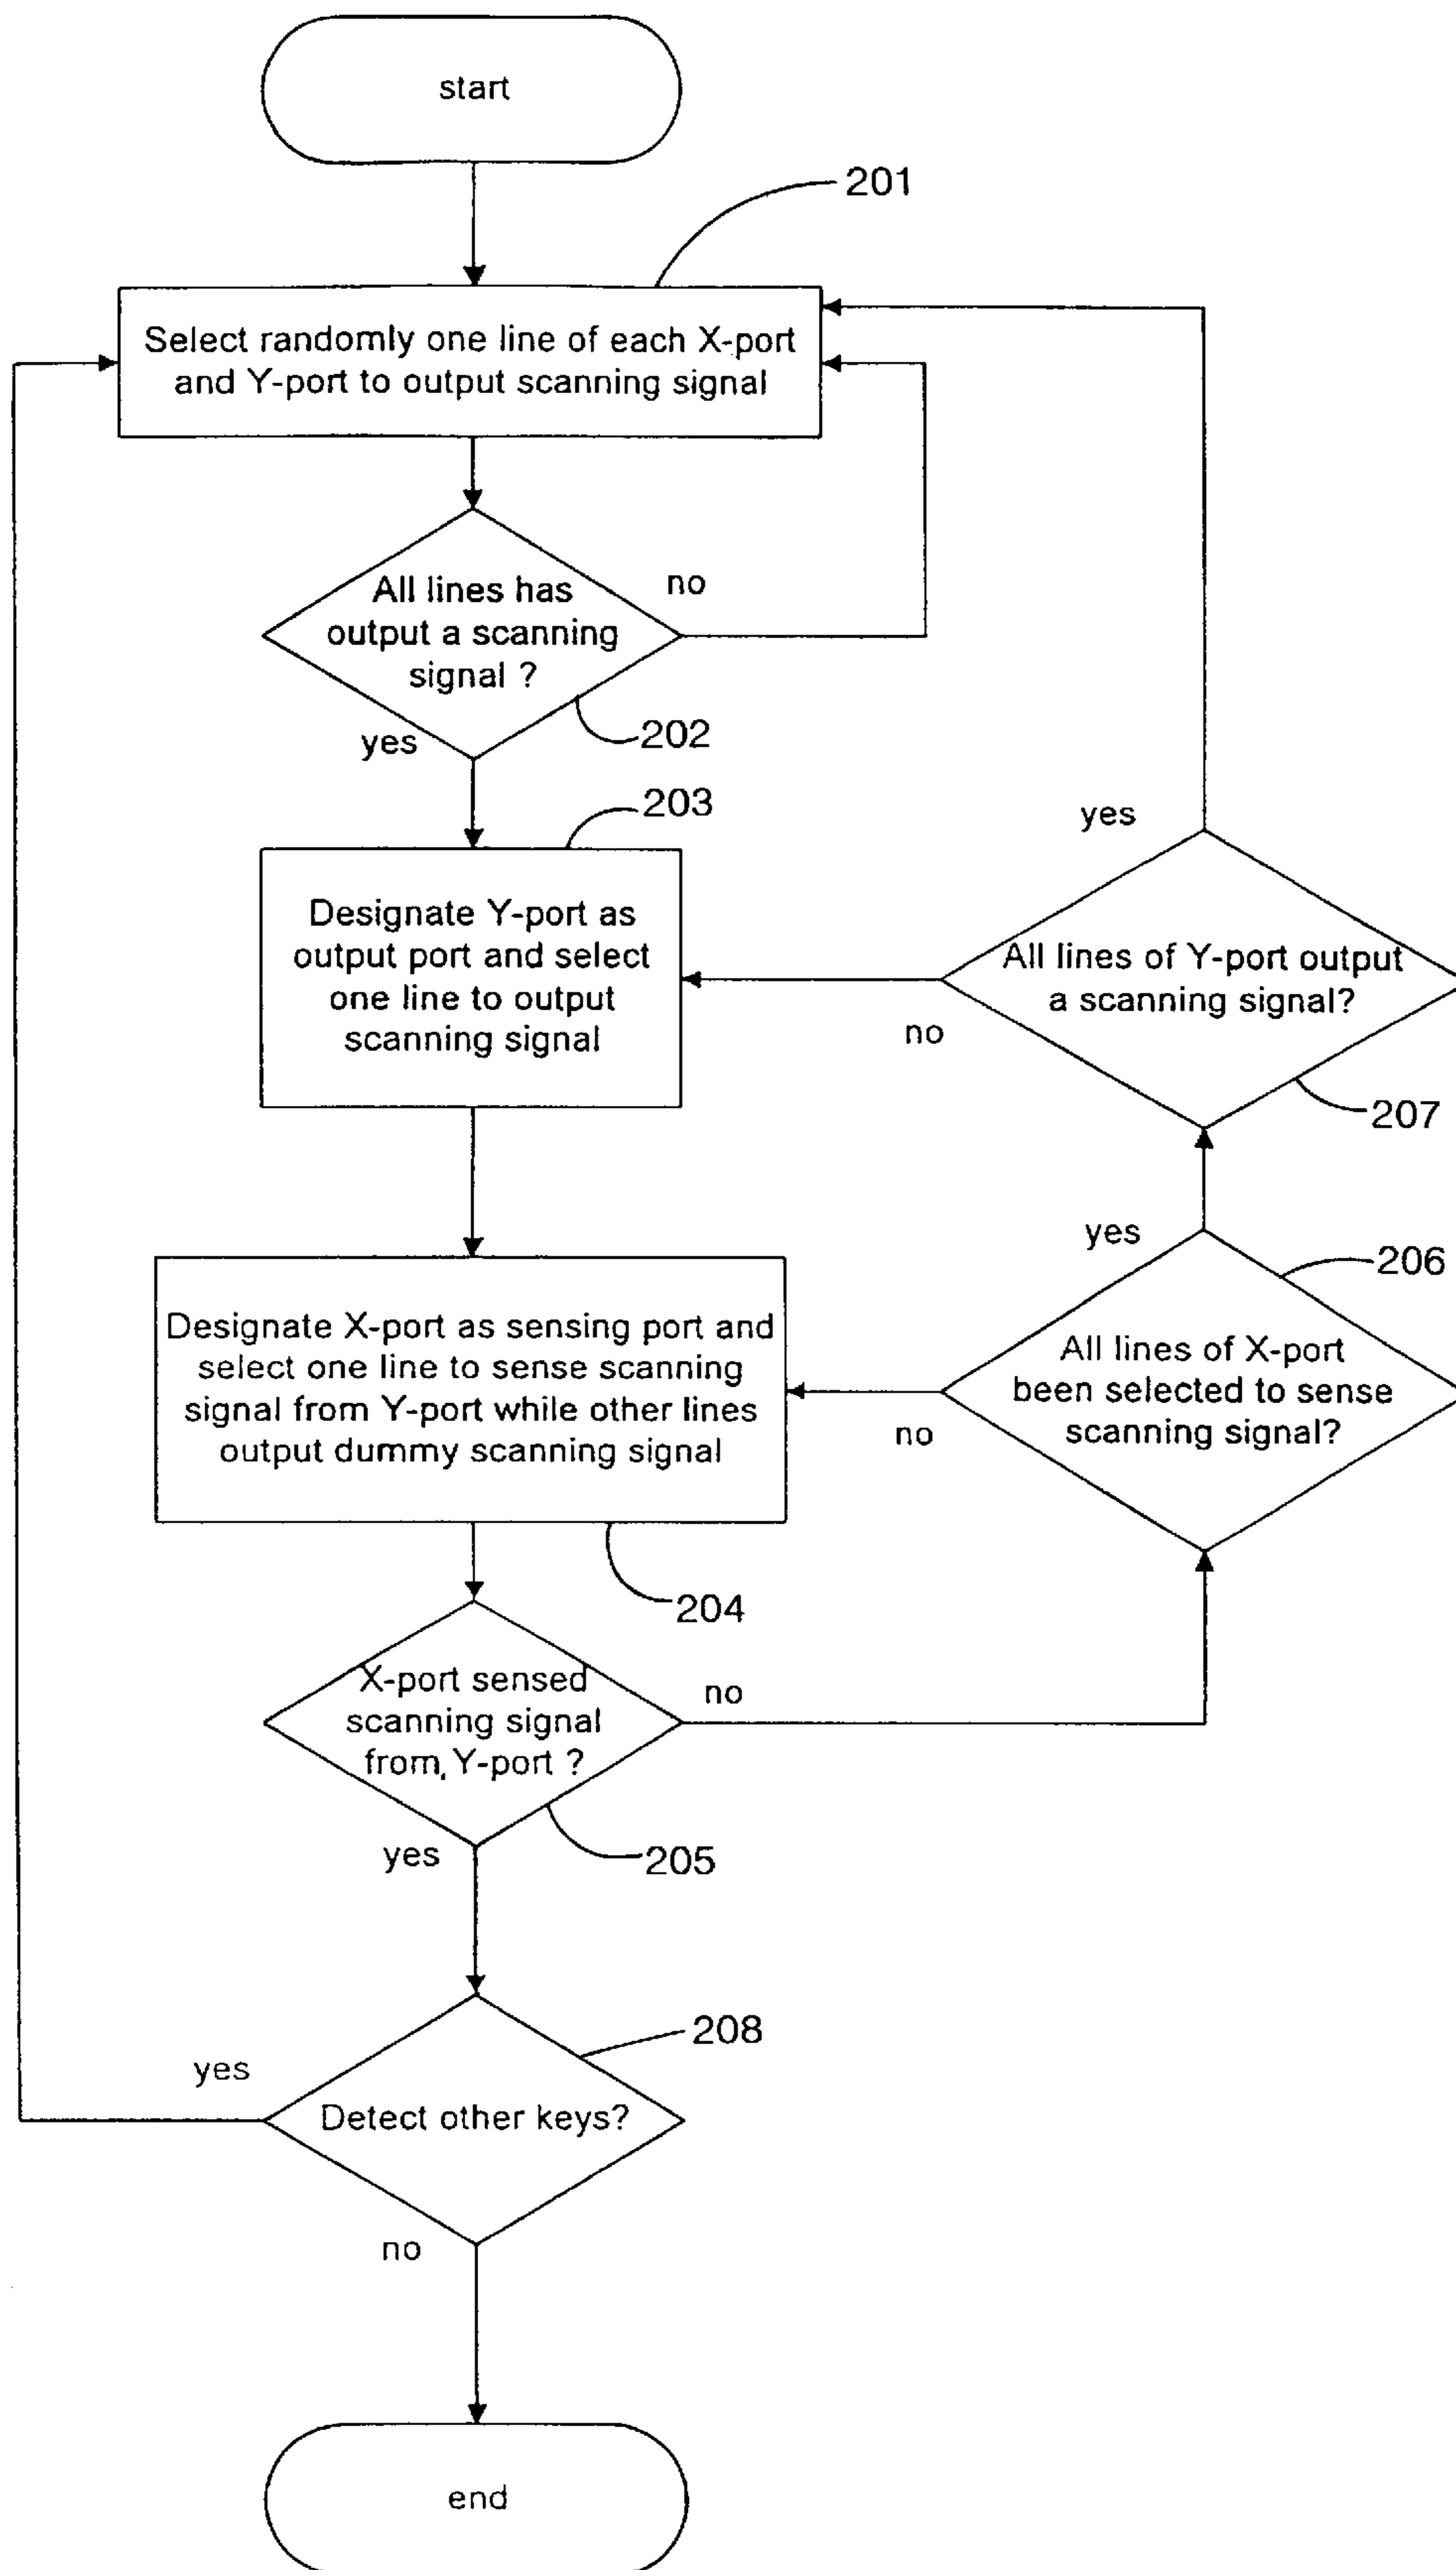 start
201
Select randomly one line of each X-port
and Y-port to output scanning signal
All lines has
output a scanning
signal ?
no
yes
202
203
Designate Y-port as
output port and select
one line to output
scanning signal
yes
All lines of Y-port output
a scanning signal?
no
207
Designate X-port as sensing port and
select one line to sense scanning
signal from Y-port while other lines
output dummy scanning signal
204
yes
206
All lines of X-port
been selected to sense
scanning signal?
no
X-port sensed
scanning signal
from Y-port ?
no
yes
205
208
yes
Detect other keys?
no
end